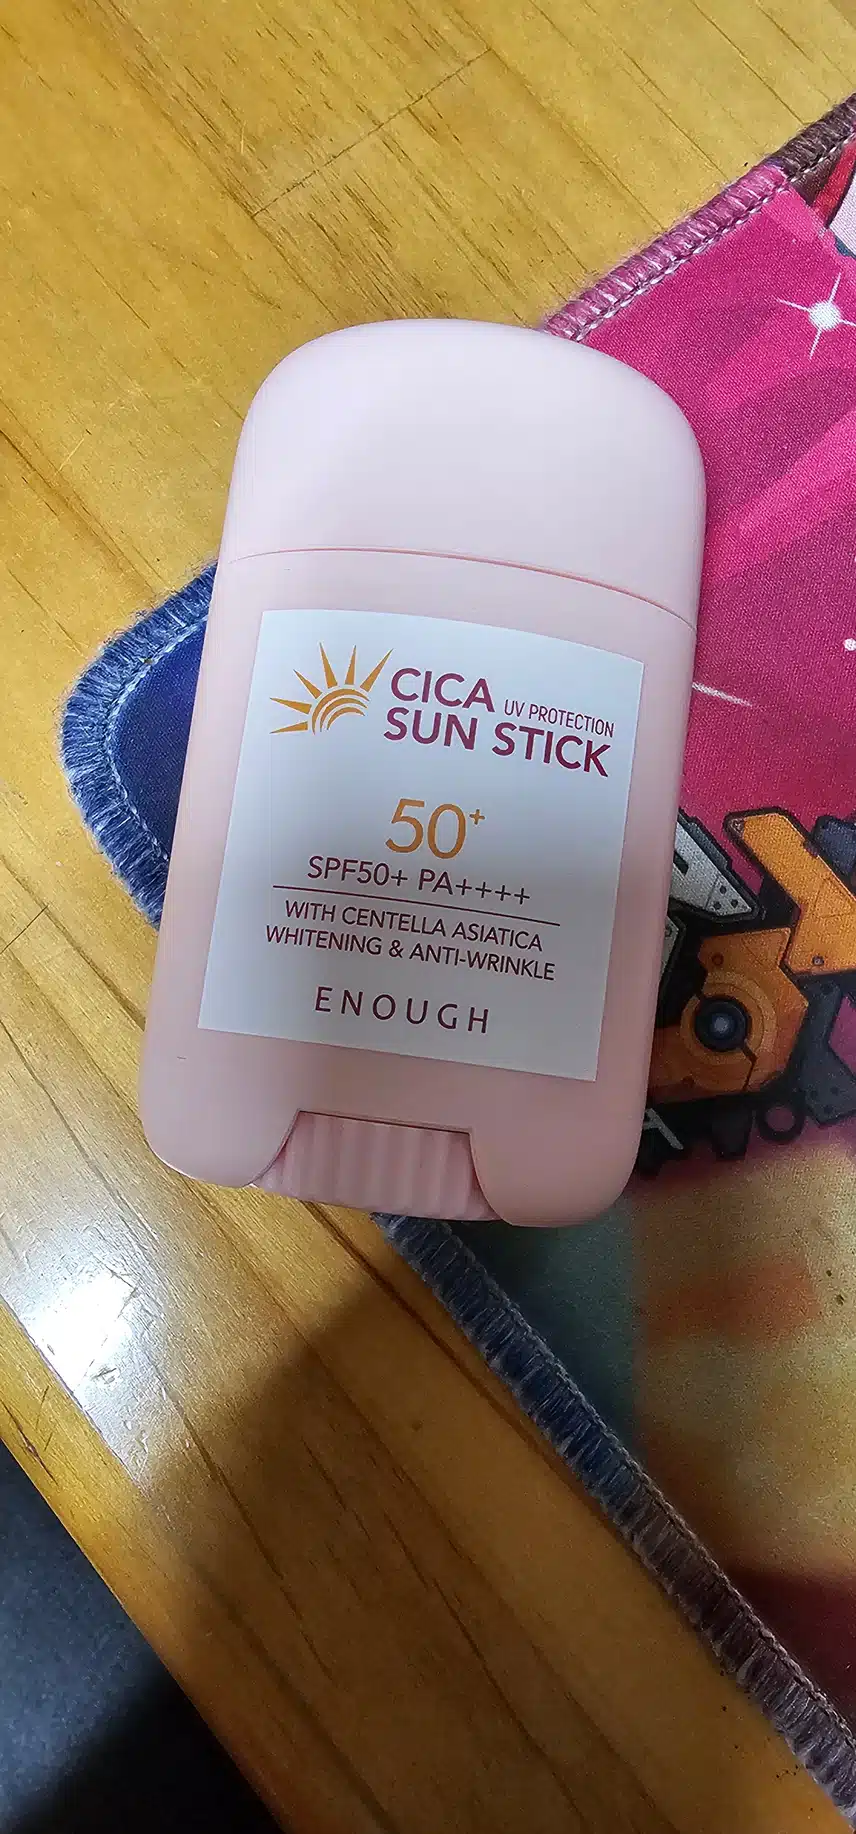 CICA UV PROTECTION
SUN STICK
50+
SPF50+ PA++++
WITH CENTELLA ASIATICA
WHITENING & ANTI-WRINKLE
ENOUGH